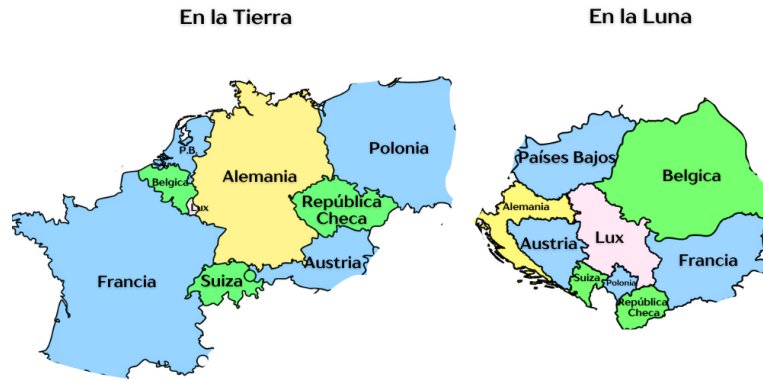 En la Tierra
En la Luna
P.B.
Polonia
Países Bajos
Belgica
Alemania
Belgica
Lux
República
Checa
Alemania
Austria
Lux
Francia
Austria
Francia
Suiza
Suiza
Polonia
República
Checa